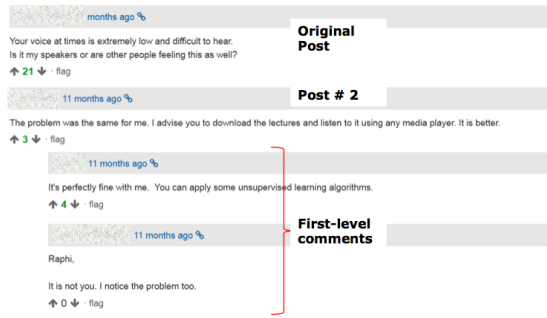 months ago
Original
Post
Your voice at times is extremely low and difficult to hear.
Is it my speakers or are other people feeling this as well?
21 · flag
11 months ago
Post # 2
The problem was the same for me. I advise you to download the lectures and listen to it using any media player. It is better.
3 · flag
11 months ago
It's perfectly fine with me. You can apply some unsupervised learning algorithms.
4 · flag
First-level
comments
11 months ago
Raphi,
It is not you. I notice the problem too.
0 · flag